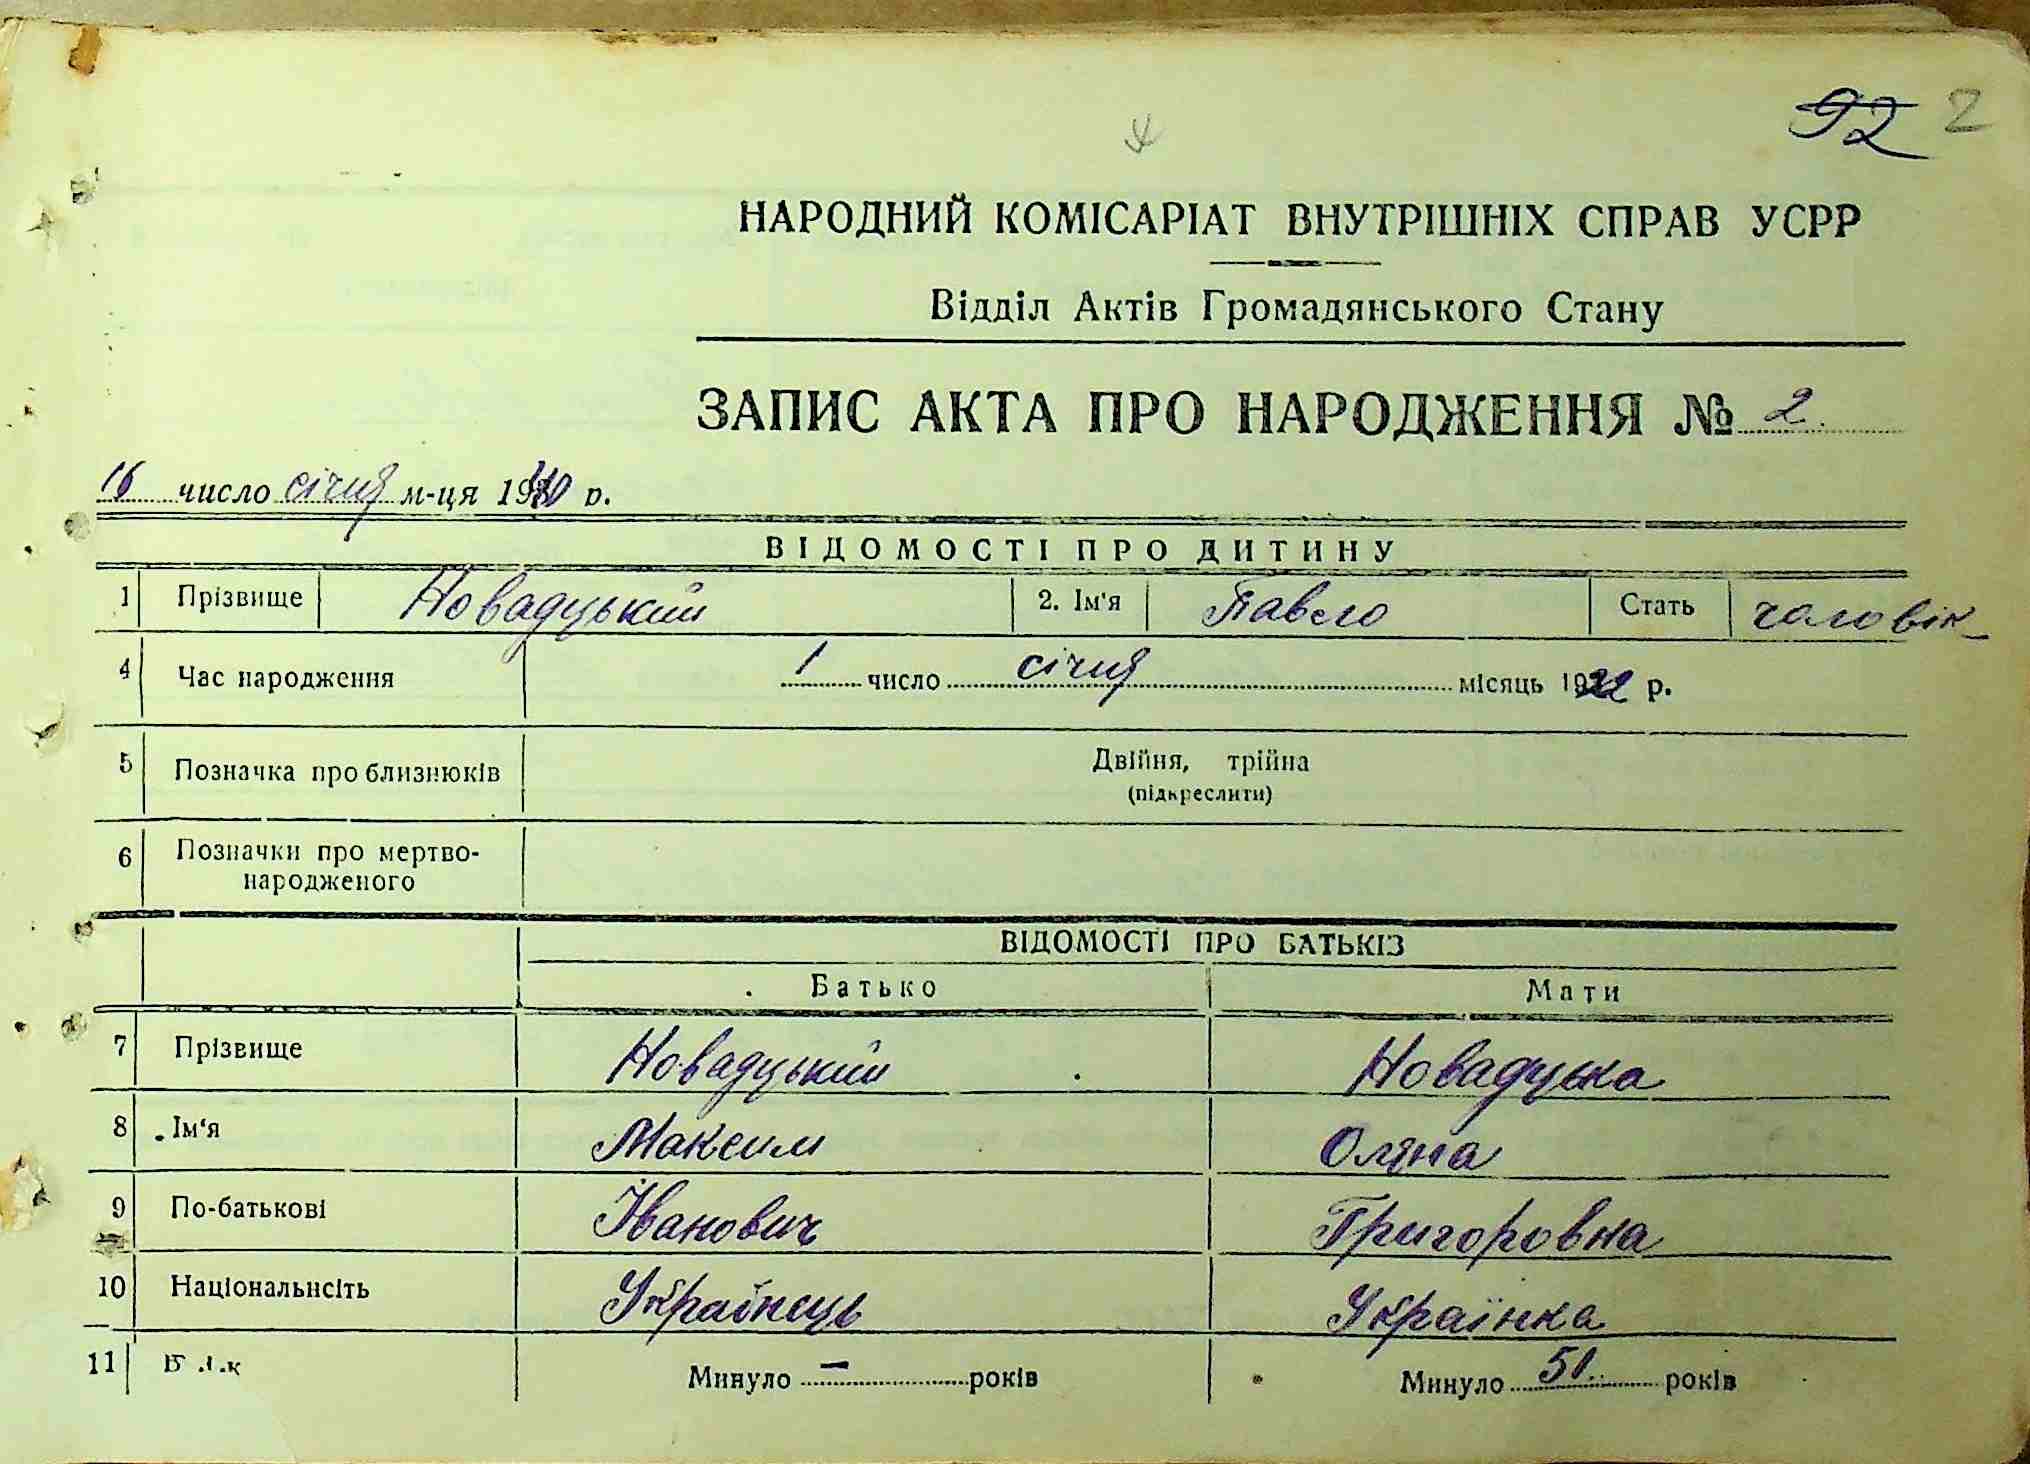 92 2
НАРОДНИЙ КОМІСАРІАТ ВНУТРІШНІХ СПРАВ УСРР
Відділ Актів Громадянського Стану
ЗАПИС АКТА ПРО НАРОДЖЕННЯ № 2
16 число січня м-ця 1940 р.
ВІДОМОСТІ ПРО ДИТИНУ
1 Прізвище Новадуцький 2. Ім'я Павло Стать чоловік
4 Час народження 1 число січня місяць 1922 р.
5 Позначка про близнюків Двійня, трійна
(підкреслити)
6 Позначки про мертво-
народженого
ВІДОМОСТІ ПРО БАТЬКІВ
Батько Мати
7 Прізвище Новадуцький Новадуцька
8 Ім'я Максим Оляна
9 По-батькові Іванович Григоровна
10 Національнсіть Українець Українка
11 Минуло — років Минуло 51 років